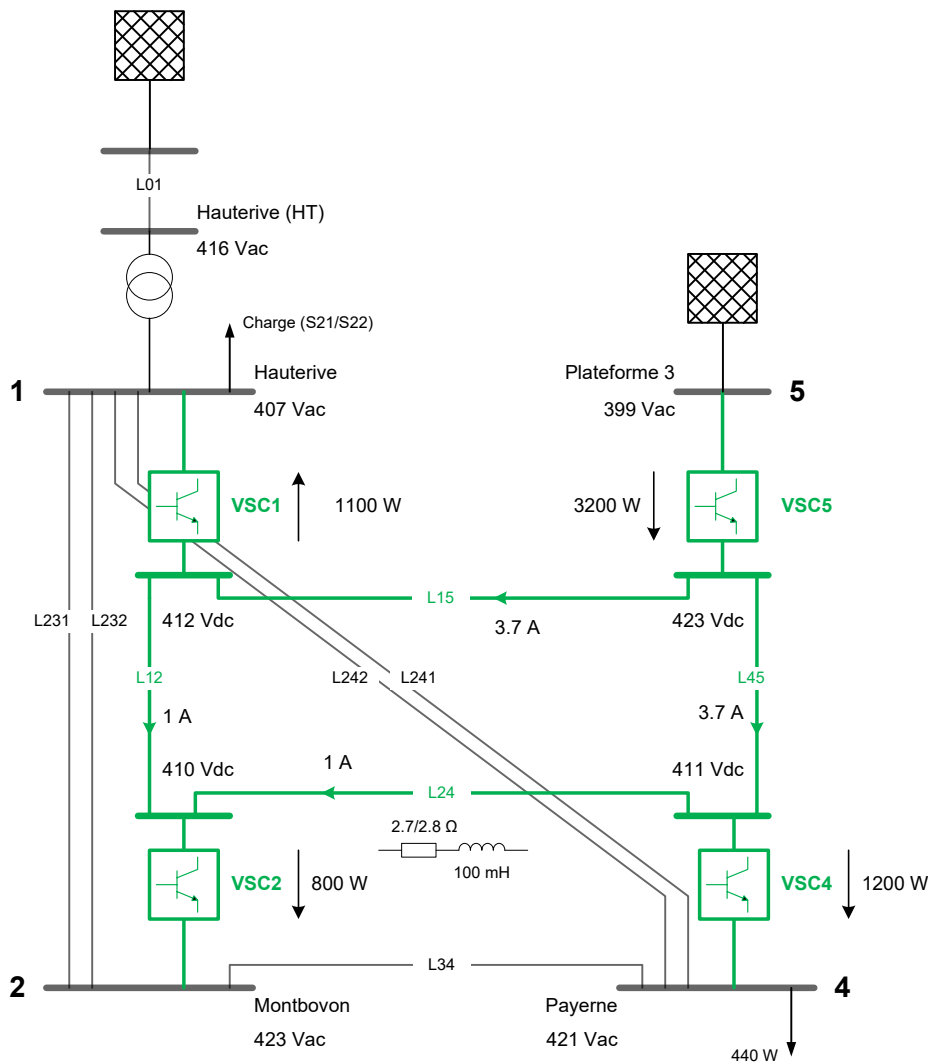 L01
Hauterive (HT)
416 Vac
Charge (S21/S22)
1
Hauterive
407 Vac
Plateforme 3
399 Vac
5
VSC1
1100 W
3200 W
VSC5
L15
3.7 A
412 Vdc
423 Vdc
L231
L232
L242
L241
L12
L45
1 A
3.7 A
410 Vdc
1 A
411 Vdc
L24
2.7/2.8 Ω
100 mH
VSC2
800 W
VSC4
1200 W
L34
2
Montbovon
423 Vac
Payerne
421 Vac
4
440 W